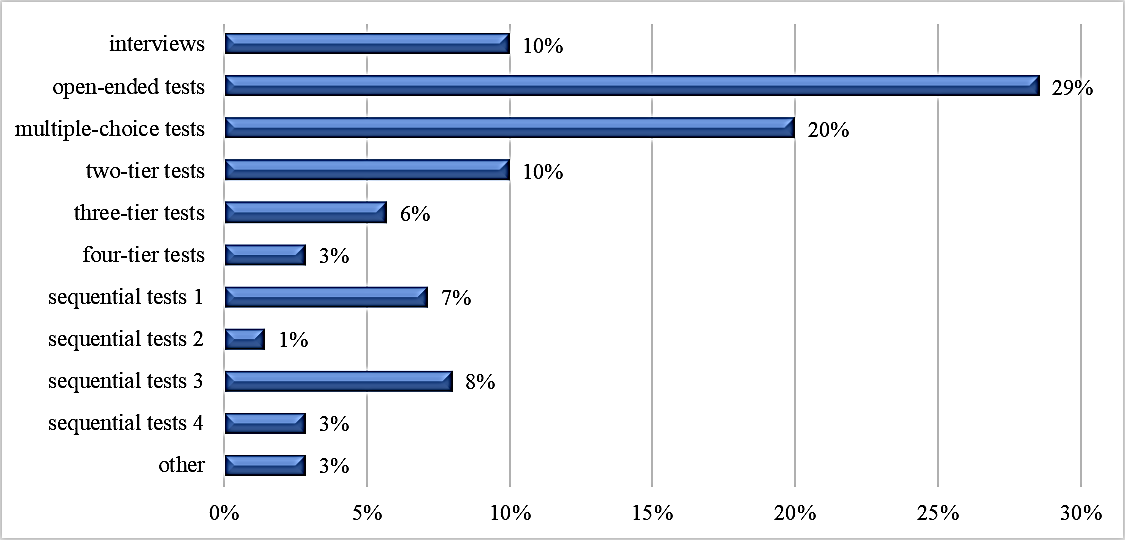 interviews 10%
open-ended tests 29%
multiple-choice tests 20%
two-tier tests 10%
three-tier tests 6%
four-tier tests 3%
sequential tests 1 7%
sequential tests 2 1%
sequential tests 3 8%
sequential tests 4 3%
other 3%
0% 5% 10% 15% 20% 25% 30%